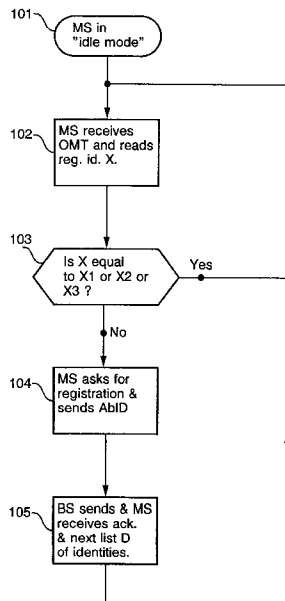 101
MS in
"idle mode"
102
MS receives
OMT and reads
reg. id. X.
103
Is X equal
to X1 or X2 or
X3 ?
Yes
No
104
MS asks for
registration &
sends AbID
105
BS sends & MS
receives ack.
& next list D
of identities.